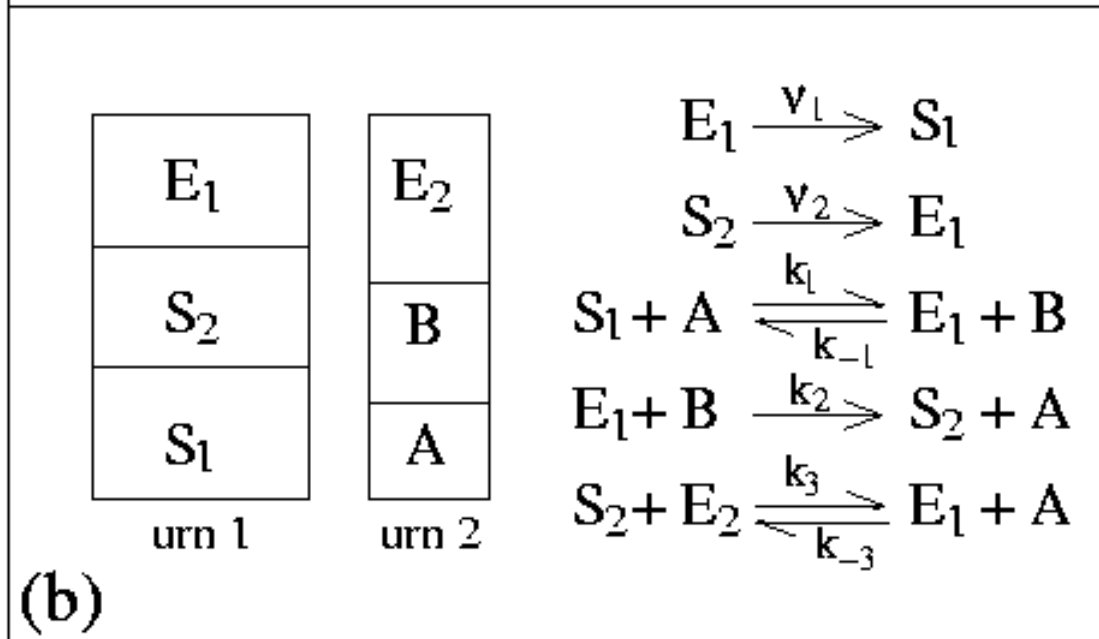 E₁ E₂
S₂ B
S₁ A
urn 1 urn 2
E₁ —ν₁→ S₁
S₂ —ν₂→ E₁
S₁ + A ⇌ E₁ + B k₁ k₋₁
E₁ + B —k₂→ S₂ + A
S₂ + E₂ ⇌ E₁ + A k₃ k₋₃
(b)